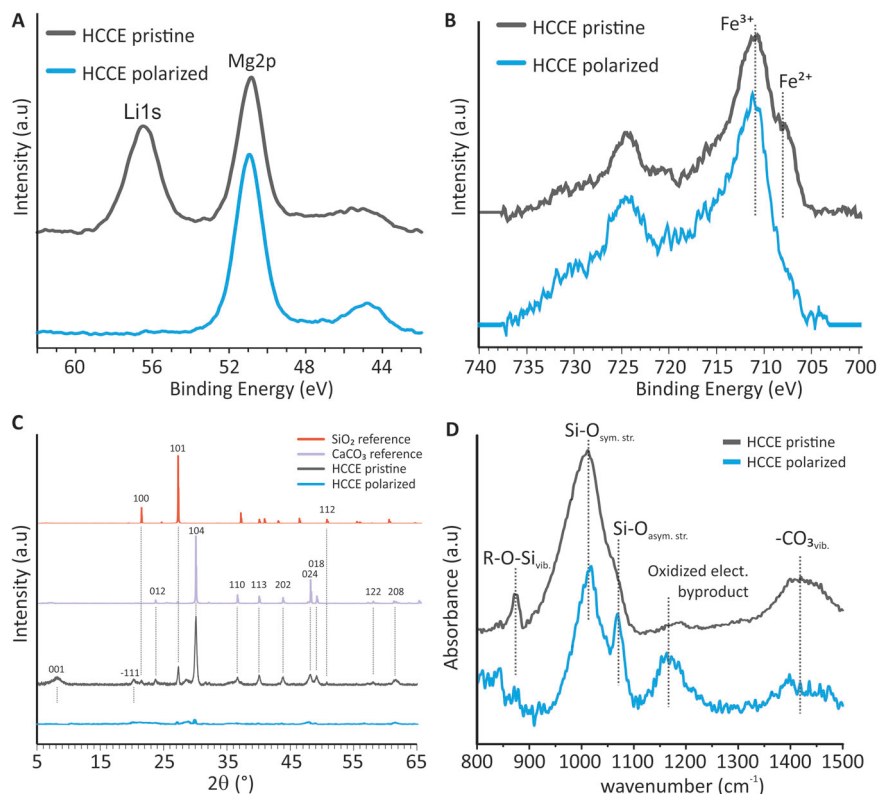 A
HCCE pristine
HCCE polarized
Li1s
Mg2p
Intensity (a.u)
60 56 52 48 44
Binding Energy (eV)
B
HCCE pristine
HCCE polarized
Fe³⁺
Fe²⁺
Intensity (a.u)
740 730 725 720 715 710 705 700
Binding Energy (eV)
C
SiO₂ reference
CaCO₃ reference
HCCE pristine
HCCE polarized
101
100
112
104
018
012
110 113 202 024 122 208
001
-111
Intensity (a.u)
5 15 25 35 45 55 65
2θ (°)
D
HCCE pristine
HCCE polarized
Si-O sym. str.
Si-O asym. str.
R-O-Si vib.
-CO₃ vib.
Oxidized elect.
byproduct
Absorbance (a.u)
800 900 1000 1100 1200 1300 1400 1500
wavenumber (cm⁻¹)